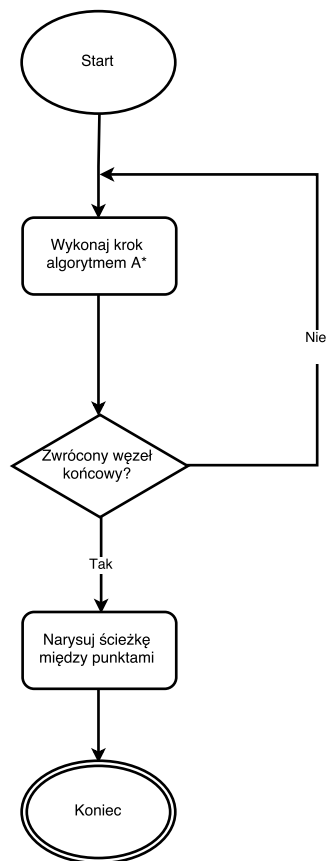 Start
Wykonaj krok
algorytmem A*
Nie
Zwrócony węzeł
końcowy?
Tak
Narysuj ścieżkę
między punktami
Koniec